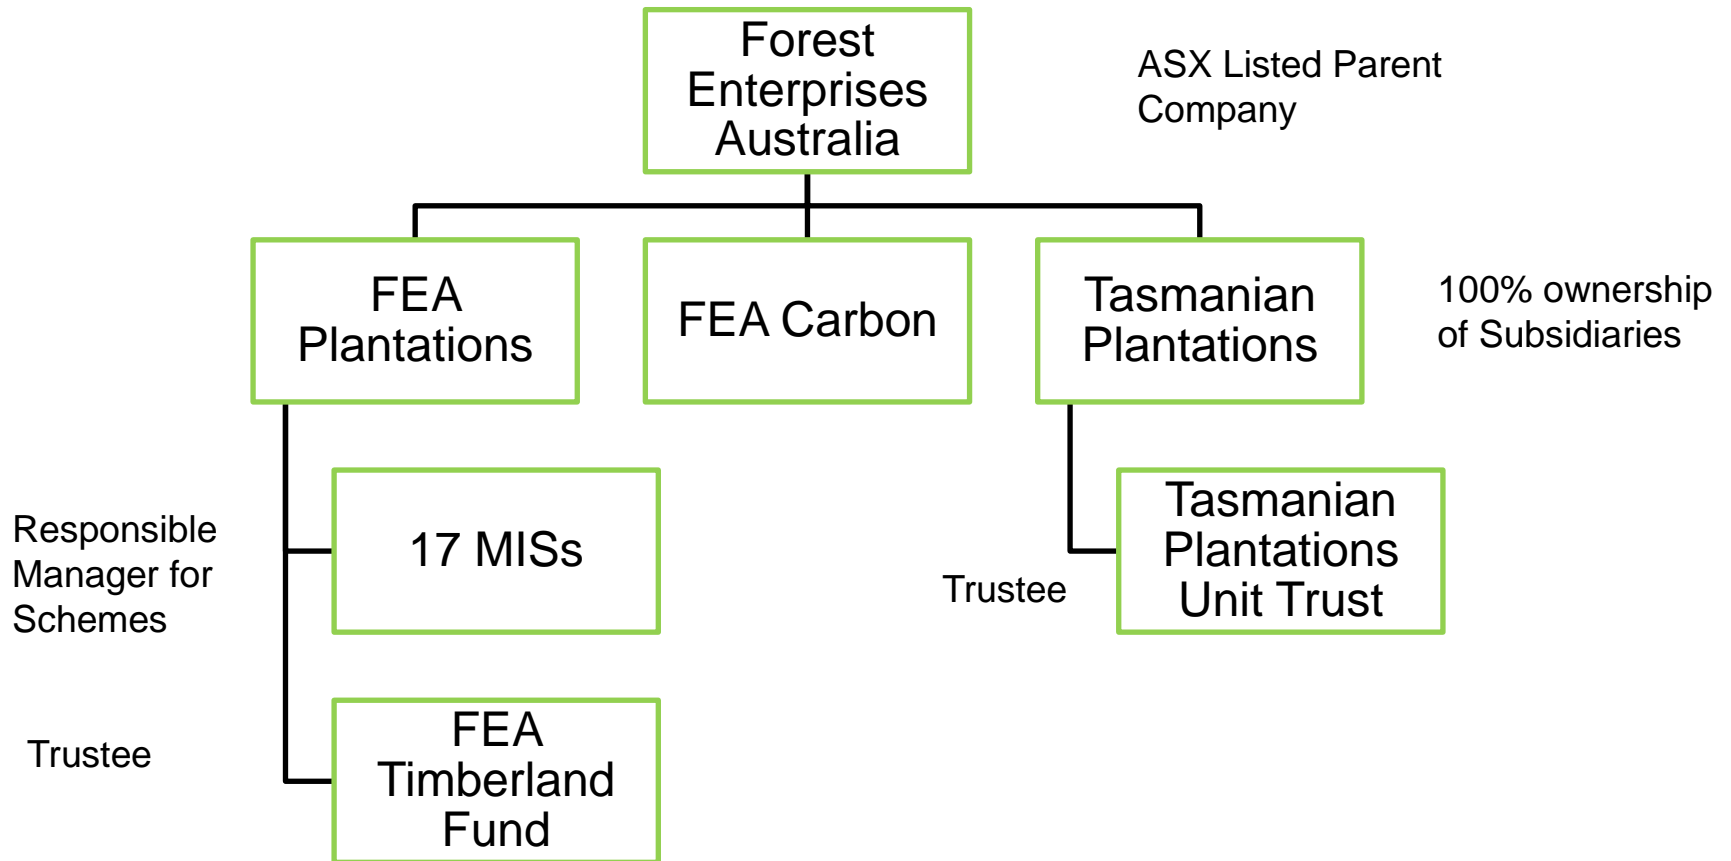 Forest
Enterprises
Australia
ASX Listed Parent
Company
FEA
Plantations
FEA Carbon
Tasmanian
Plantations
100% ownership
of Subsidiaries
Responsible
Manager for
Schemes
17 MISs
Trustee
Tasmanian
Plantations
Unit Trust
Trustee
FEA
Timberland
Fund